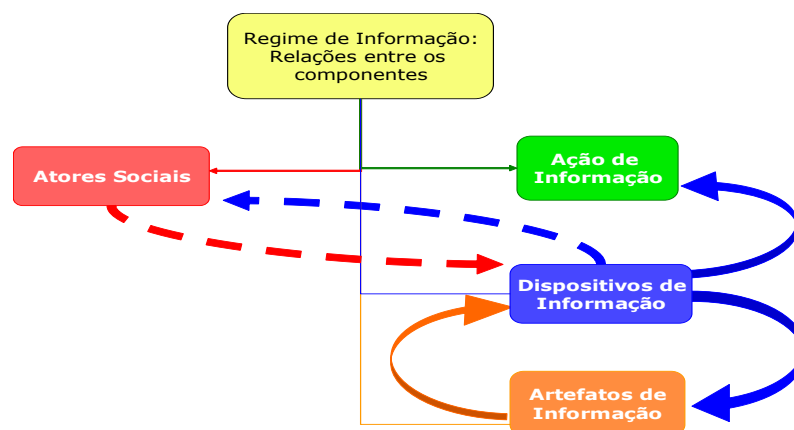 Regime de Informação:
Relações entre os
componentes
Atores Sociais
Ação de
Informação
Dispositivos de
Informação
Artefatos de
Informação